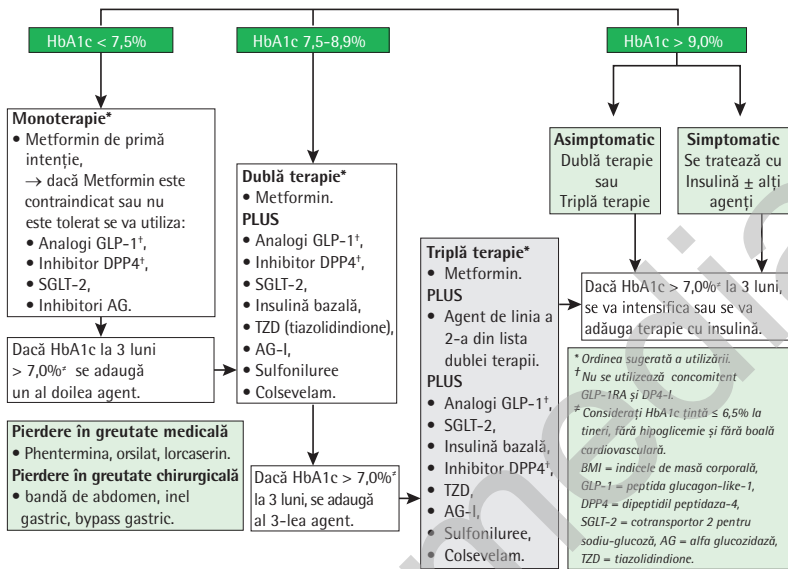 HbA1c < 7,5%
HbA1c 7,5-8,9%
HbA1c > 9,0%
Monoterapie*
• Metformin de primă
intenție,
→ dacă Metformin este
contraindicat sau nu
este tolerat se va utiliza:
• Analogi GLP-1†,
• Inhibitor DPP4†,
• SGLT-2,
• Inhibitori AG.
Dacă HbA1c la 3 luni
> 7,0%≠ se adaugă
un al doilea agent.
Pierdere în greutate medicală
• Phentermina, orsilat, lorcaserin.
Pierdere în greutate chirurgicală
• bandă de abdomen, inel
gastric, bypass gastric.
Dublă terapie*
• Metformin.
PLUS
• Analogi GLP-1†,
• Inhibitor DPP4†,
• SGLT-2,
• Insulină bazală,
• TZD (tiazolidindione),
• AG-I,
• Sulfoniluree
• Colsevelam.
Dacă HbA1c > 7,0%≠
la 3 luni, se adaugă
al 3-lea agent.
Triplă terapie*
• Metformin.
PLUS
• Agent de linia a
2-a din lista
dublei terapii.
PLUS
• Analogi GLP-1†,
• SGLT-2,
• Insulină bazală,
• Inhibitor DPP4†,
• TZD,
• AG-I,
• Sulfoniluree,
• Colsevelam.
Asimptomatic
Dublă terapie
sau
Triplă terapie
Simptomatic
Se tratează cu
Insulină ± alți
agenți
Dacă HbA1c > 7,0%≠ la 3 luni,
se va intensifica sau se va
adăuga terapie cu insulină.
* Ordinea sugerată a utilizării.
† Nu se utilizează concomitent
GLP-1RA și DP4-I.
≠ Considerați HbA1c țintă ≤ 6,5% la
tineri, fără hipoglicemie și fără boală
cardiovasculară.
BMI = indicele de masă corporală,
GLP-1 = peptida glucagon-like-1,
DPP4 = dipeptidil peptidaza-4,
SGLT-2 = cotransportor 2 pentru
sodiu-glucoză, AG = alfa glucozidază,
TZD = tiazolidindione.